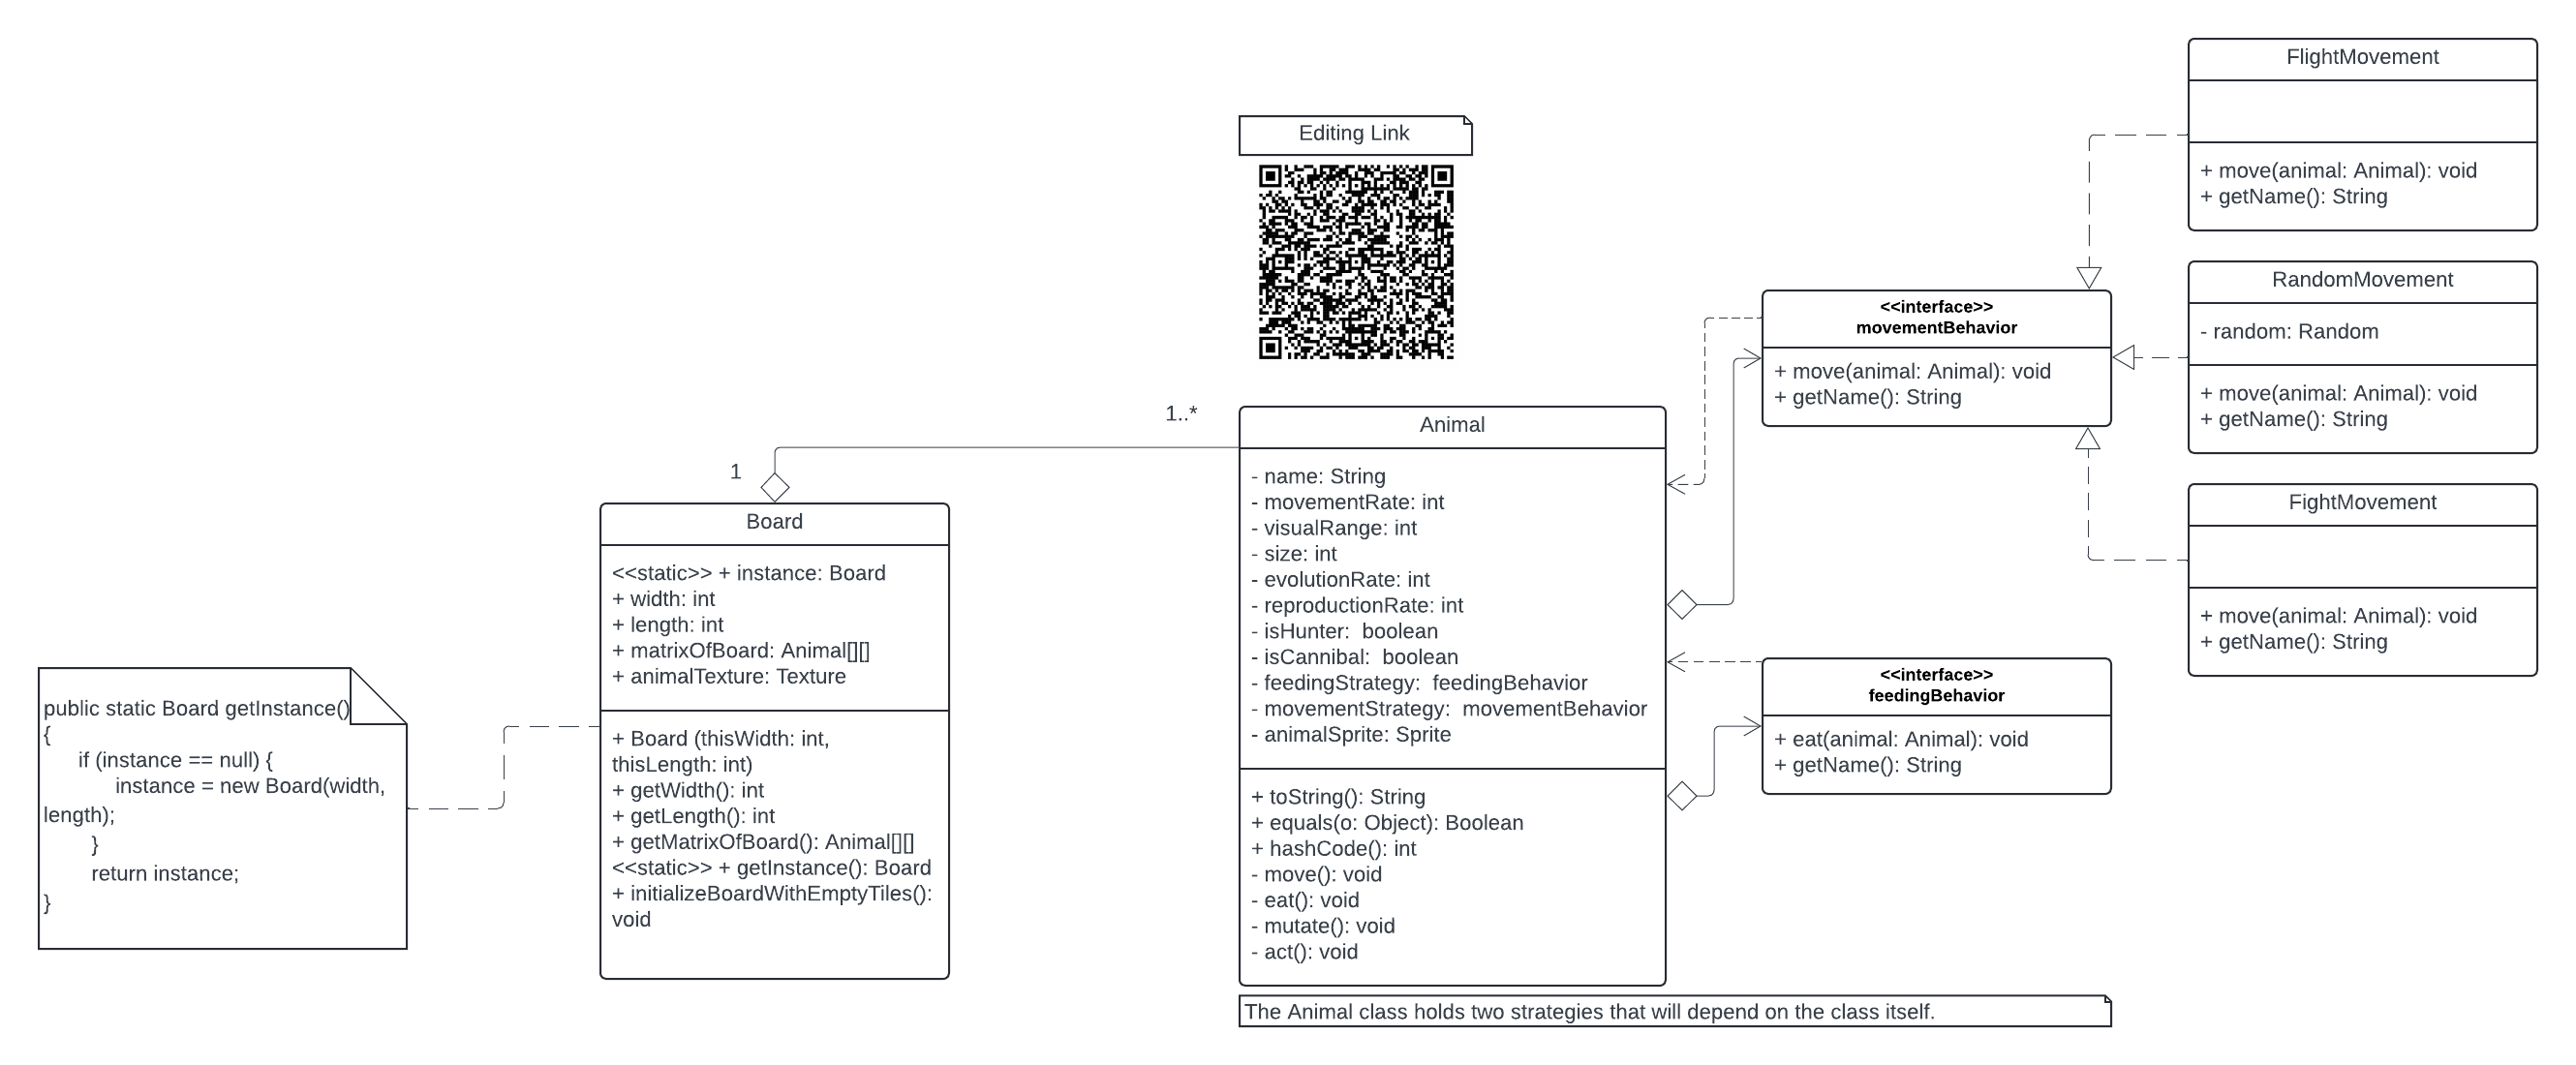 FlightMovement
+ move(animal: Animal): void
+ getName(): String
Editing Link
RandomMovement
- random: Random
+ move(animal: Animal): void
+ getName(): String
<<interface>>
movementBehavior
+ move(animal: Animal): void
+ getName(): String
FightMovement
+ move(animal: Animal): void
+ getName(): String
1..*
1
Animal
- name: String
- movementRate: int
- visualRange: int
- size: int
- evolutionRate: int
- reproductionRate: int
- isHunter:  boolean
- isCannibal:  boolean
- feedingStrategy:  feedingBehavior
- movementStrategy:  movementBehavior
- animalSprite: Sprite
+ toString(): String
+ equals(o: Object): Boolean
+ hashCode(): int
- move(): void
- eat(): void
- mutate(): void
- act(): void
<<interface>>
feedingBehavior
+ eat(animal: Animal): void
+ getName(): String
Board
<<static>> + instance: Board
+ width: int
+ length: int
+ matrixOfBoard: Animal[][]
+ animalTexture: Texture
+ Board (thisWidth: int,
thisLength: int)
+ getWidth(): int
+ getLength(): int
+ getMatrixOfBoard(): Animal[][]
<<static>> + getInstance(): Board
+ initializeBoardWithEmptyTiles():
void
public static Board getInstance()
{
if (instance == null) {
instance = new Board(width,
length);
}
return instance;
}
The Animal class holds two strategies that will depend on the class itself.